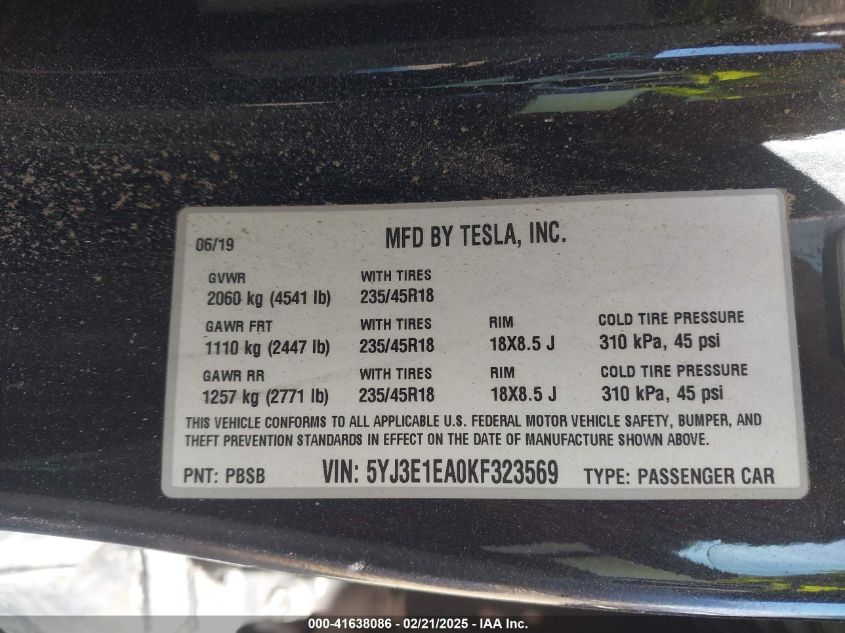 06/19 MFD BY TESLA, INC.
GVWR WITH TIRES
2060 kg (4541 lb) 235/45R18
GAWR FRT WITH TIRES RIM COLD TIRE PRESSURE
1110 kg (2447 lb) 235/45R18 18X8.5 J 310 kPa, 45 psi
GAWR RR WITH TIRES RIM COLD TIRE PRESSURE
1257 kg (2771 lb) 235/45R18 18X8.5 J 310 kPa, 45 psi
THIS VEHICLE CONFORMS TO ALL APPLICABLE U.S. FEDERAL MOTOR VEHICLE SAFETY, BUMPER, AND
THEFT PREVENTION STANDARDS IN EFFECT ON THE DATE OF MANUFACTURE SHOWN ABOVE.
PNT: PBSB VIN: 5YJ3E1EA0KF323569 TYPE: PASSENGER CAR
000-41638086 - 02/21/2025 - IAA Inc.